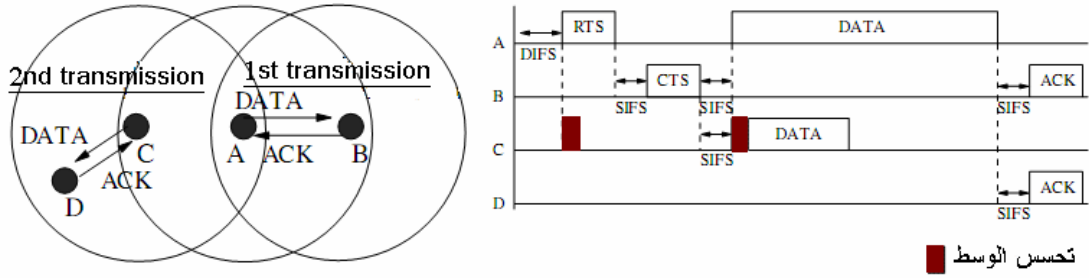 2nd transmission
1st transmission
DATA
DATA
C
ACK
D
A
ACK
B
A
DIFS
RTS
DATA
B
SIFS
CTS
SIFS
SIFS
ACK
C
SIFS
DATA
D
SIFS
ACK
تحسس الوسط